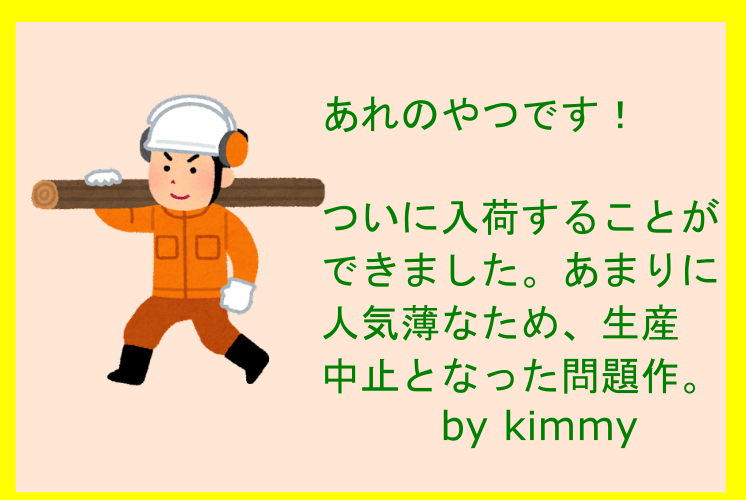 あれのやつです！
ついに入荷することが
できました。あまりに
人気薄なため、生産
中止となった問題作。
by kimmy